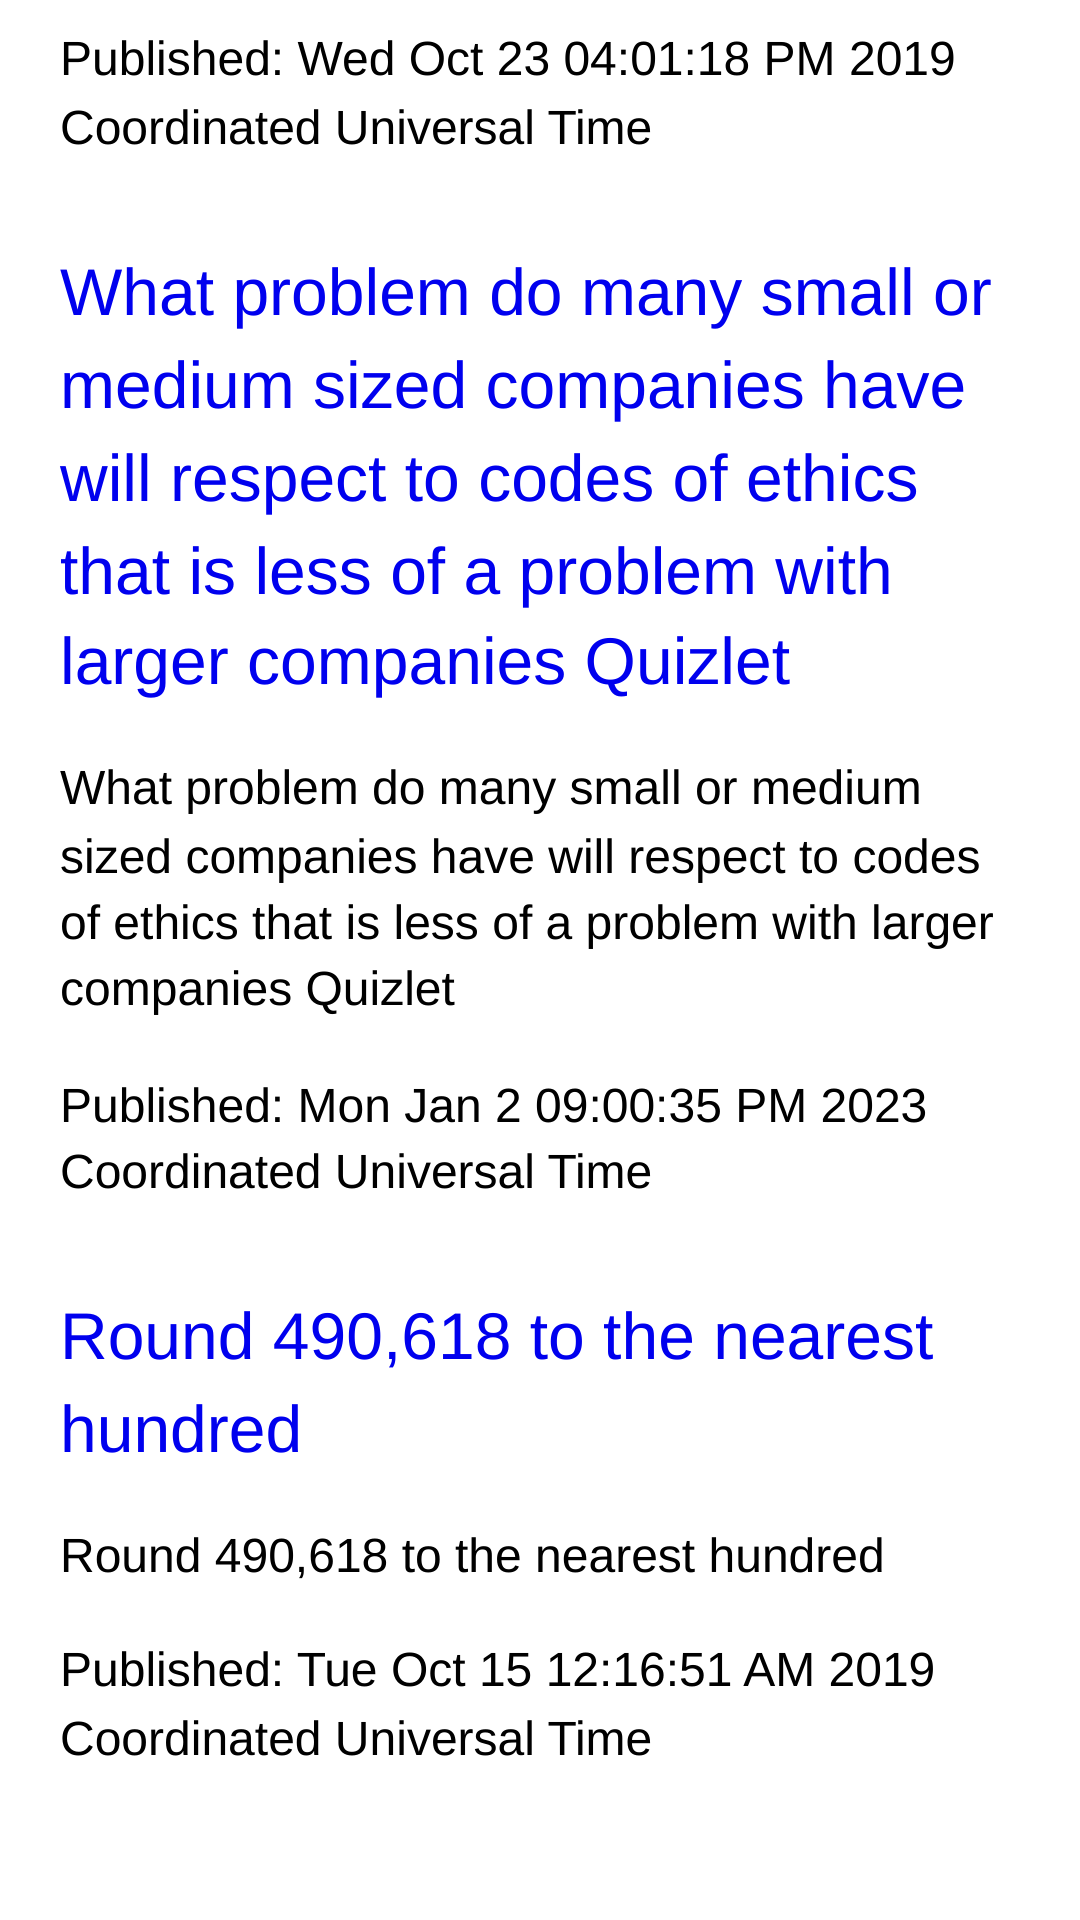 Published: Wed Oct 23 04:01:18 PM 2019
Coordinated Universal Time
What problem do many small or
medium sized companies have
will respect to codes of ethics
that is less of a problem with
larger companies Quizlet
What problem do many small or medium
sized companies have will respect to codes
of ethics that is less of a problem with larger
companies Quizlet
Published: Mon Jan 2 09:00:35 PM 2023
Coordinated Universal Time
Round 490,618 to the nearest
hundred
Round 490,618 to the nearest hundred
Published: Tue Oct 15 12:16:51 AM 2019
Coordinated Universal Time